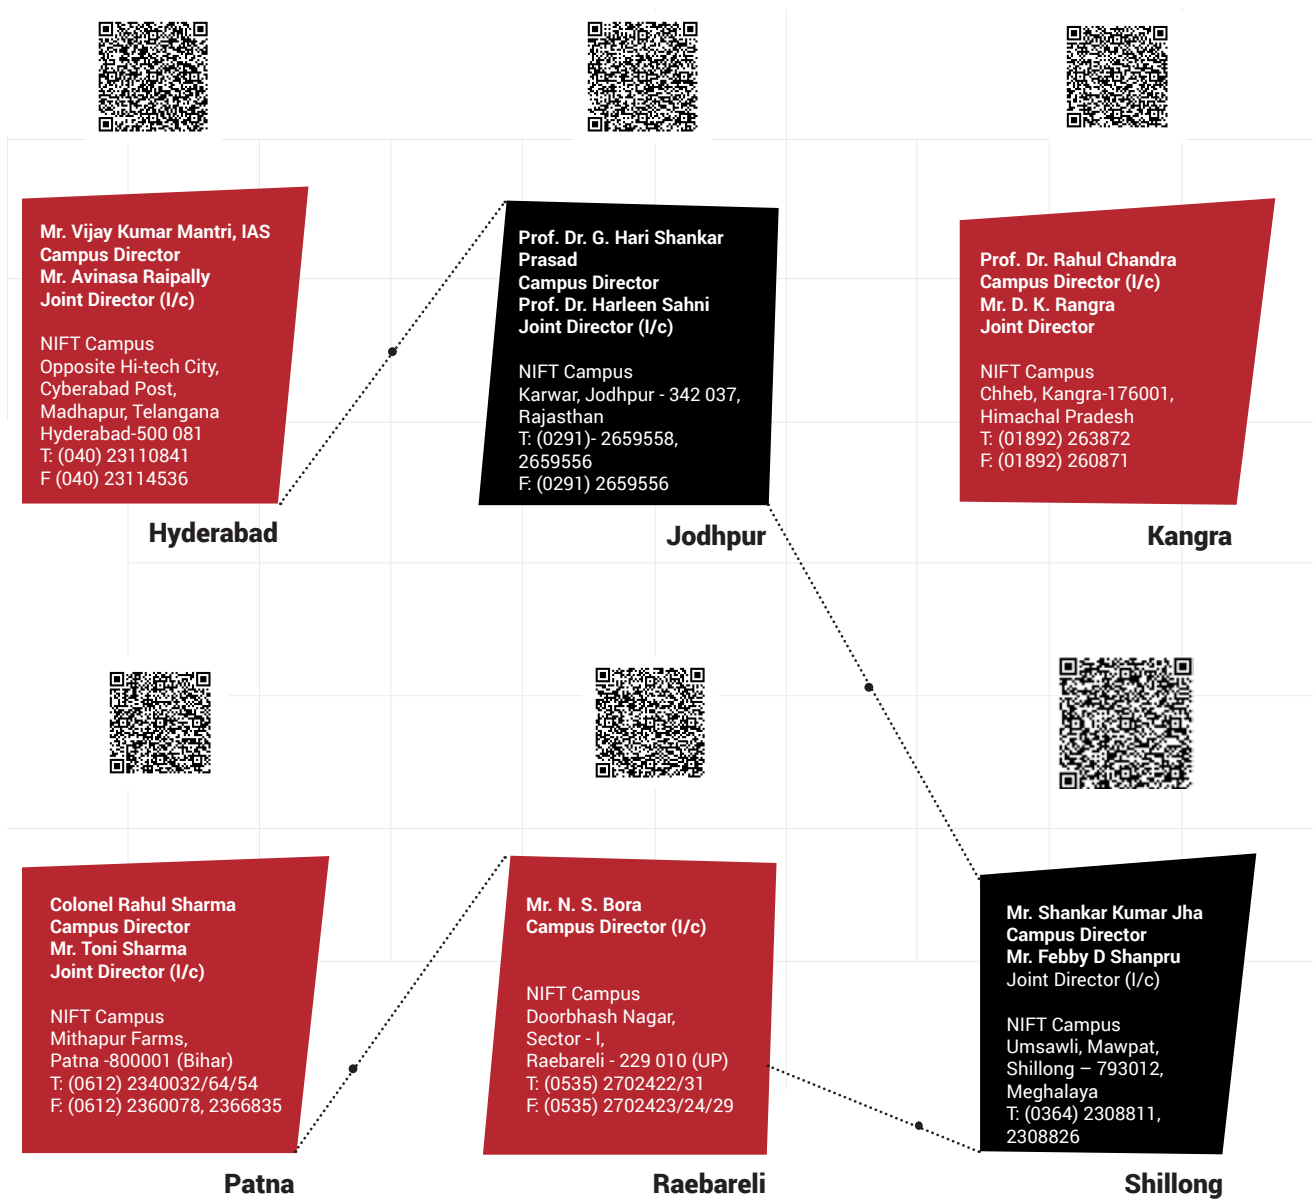 Mr. Vijay Kumar Mantri, IAS
Campus Director
Mr. Avinasa Raipally
Joint Director (I/c)
NIFT Campus
Opposite Hi-tech City,
Cyberabad Post,
Madhapur, Telangana
Hyderabad-500 081
T: (040) 23110841
F (040) 23114536
Hyderabad
Prof. Dr. G. Hari Shankar
Prasad
Campus Director
Prof. Dr. Harleen Sahni
Joint Director (I/c)
NIFT Campus
Karwar, Jodhpur - 342 037,
Rajasthan
T: (0291)- 2659558,
2659556
F: (0291) 2659556
Jodhpur
Prof. Dr. Rahul Chandra
Campus Director (I/c)
Mr. D. K. Rangra
Joint Director
NIFT Campus
Chheb, Kangra-176001,
Himachal Pradesh
T: (01892) 263872
F: (01892) 260871
Kangra
Colonel Rahul Sharma
Campus Director
Mr. Toni Sharma
Joint Director (I/c)
NIFT Campus
Mithapur Farms,
Patna -800001 (Bihar)
T: (0612) 2340032/64/54
F: (0612) 2360078, 2366835
Patna
Mr. N. S. Bora
Campus Director (I/c)
NIFT Campus
Doorbhash Nagar,
Sector - I,
Raebareli - 229 010 (UP)
T: (0535) 2702422/31
F: (0535) 2702423/24/29
Raebareli
Mr. Shankar Kumar Jha
Campus Director
Mr. Febby D Shanpru
Joint Director (I/c)
NIFT Campus
Umsawli, Mawpat,
Shillong – 793012,
Meghalaya
T: (0364) 2308811,
2308826
Shillong